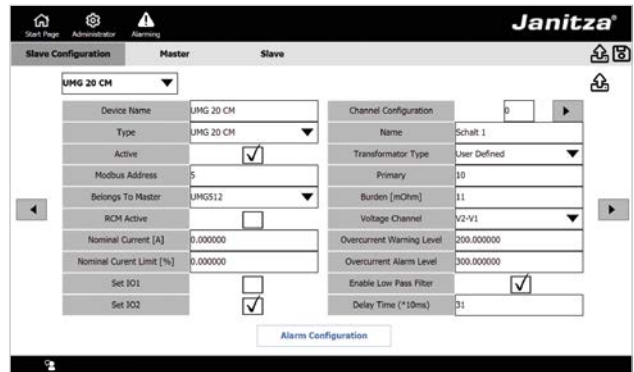 Start Page Administrator Alarming Janitza®
Slave Configuration Master Slave
UMG 20 CM
Device Name UMG 20 CM Channel Configuration 0
Type UMG 20 CM Name Schalt 1
Active Transformator Type User Defined
Modbus Address 5 Primary 10
Belongs To Master UMG512 Burden [mOhm] 11
RCM Active Voltage Channel V2-V1
Nominal Current [A] 0.000000 Overcurrent Warning Level 200.000000
Nominal Curent Limit [%] 0.000000 Overcurrent Alarm Level 300.000000
Set IO1 Enable Low Pass Filter
Set IO2 Delay Time (*10ms) 31
Alarm Configuration